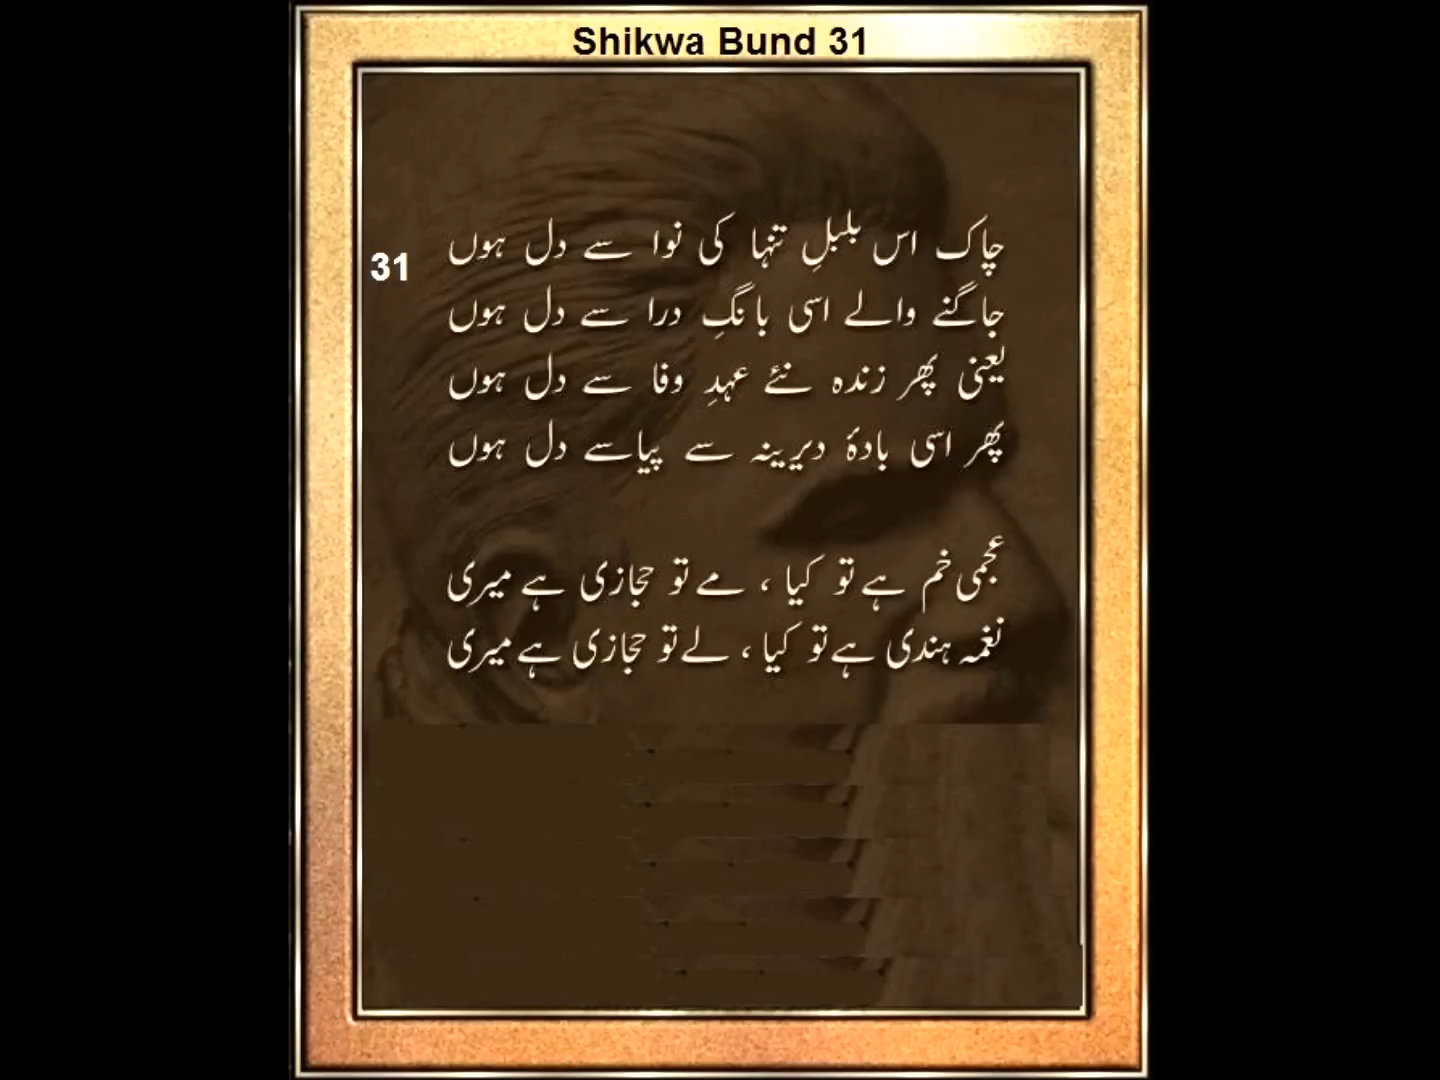 Shikwa Bund 31
31
چاک اس بلبلِ تنہا کی نوا سے دل ہوں
جاگنے والے اسی بانگِ درا سے دل ہوں
یعنی پھر زندہ نئے عہدِ وفا سے دل ہوں
پھر اسی بادۂ دیرینہ سے پیاسے دل ہوں
عجمی خم ہے تو کیا ، مے تو حجازی ہے میری
نغمہ ہندی ہے تو کیا ، لے تو حجازی ہے میری